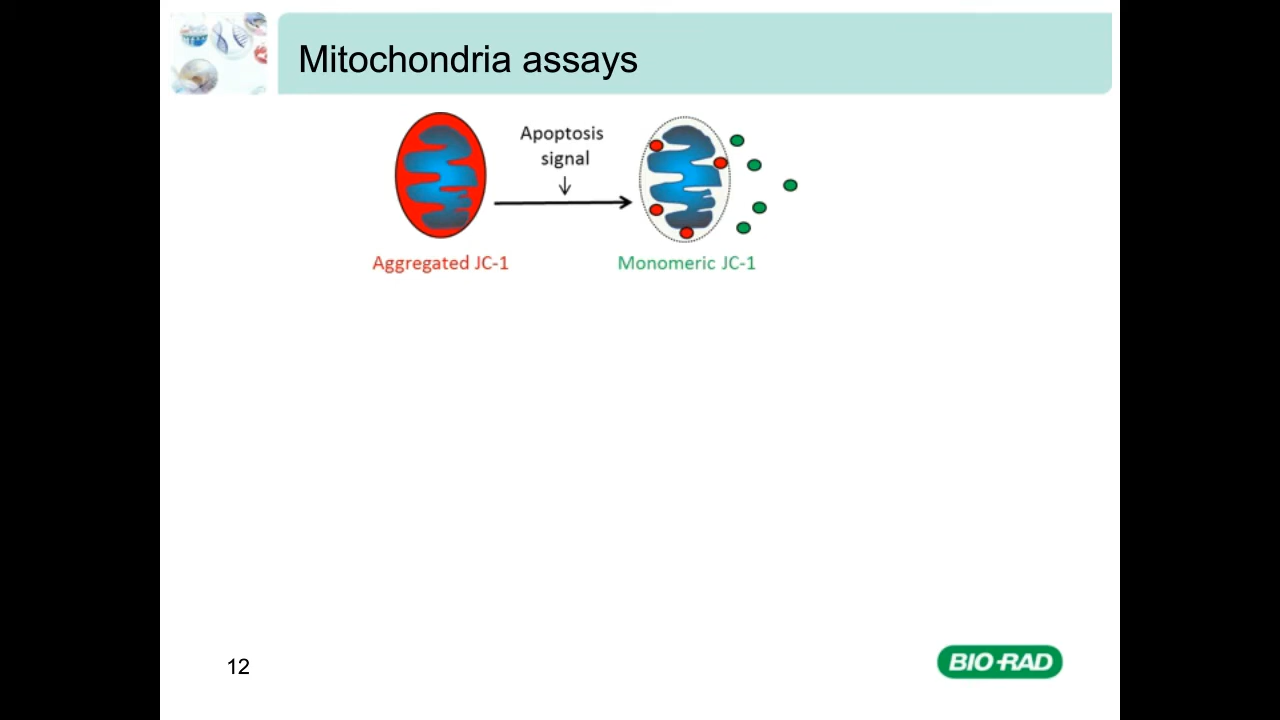 Mitochondria assays
Apoptosis
signal
Aggregated JC-1
Monomeric JC-1
12
BIO-RAD